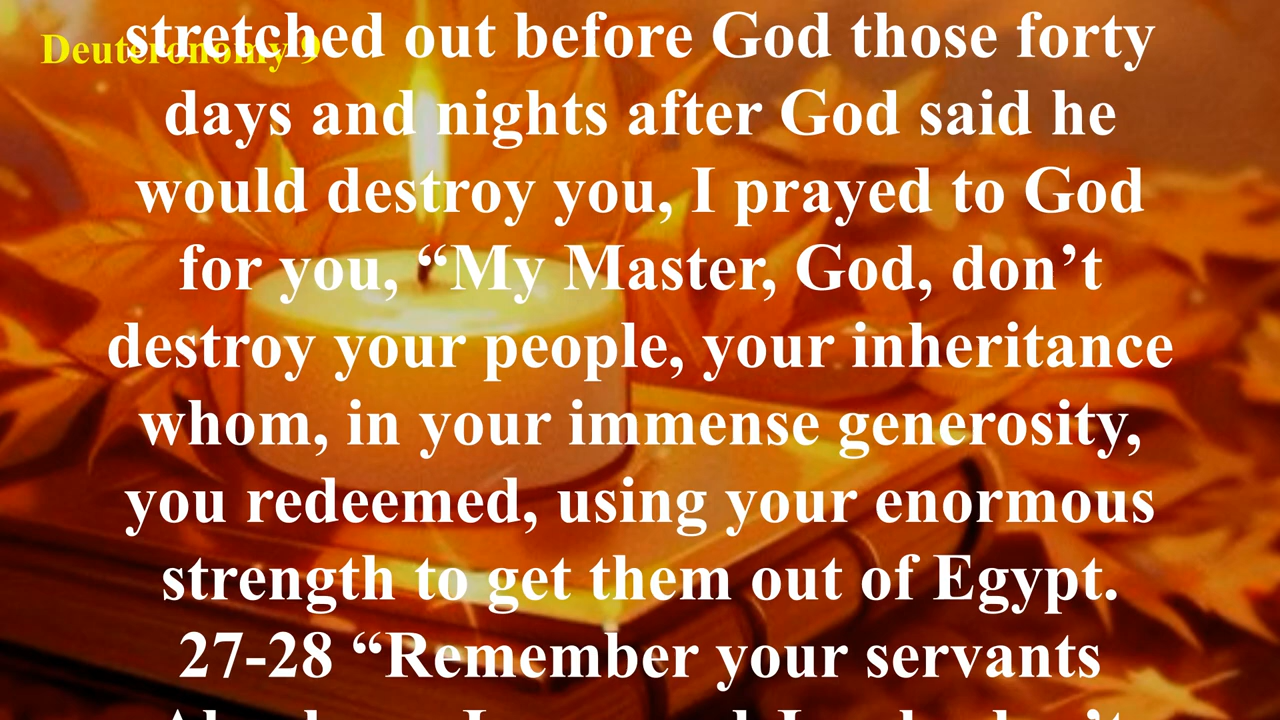 Deuteronomy 9
stretched out before God those forty
days and nights after God said he
would destroy you, I prayed to God
for you, “My Master, God, don’t
destroy your people, your inheritance
whom, in your immense generosity,
you redeemed, using your enormous
strength to get them out of Egypt.
27-28 “Remember your servants